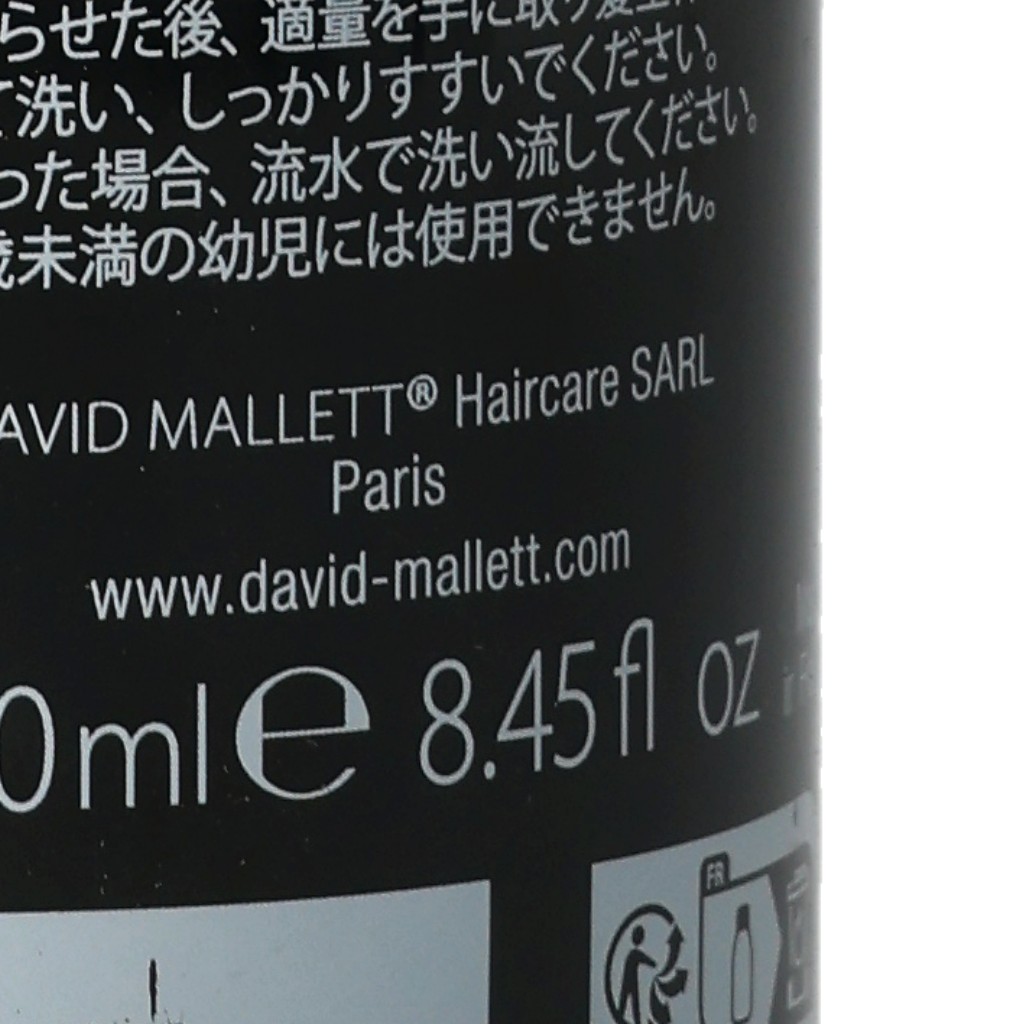 らせた後、適量を手に取り
て洗い、しっかりすすいでください。
った場合、流水で洗い流してください。
歳未満の幼児には使用できません。
DAVID MALLETT® Haircare SARL
Paris
www.david-mallett.com
0ml ℮ 8.45 fl oz
FR